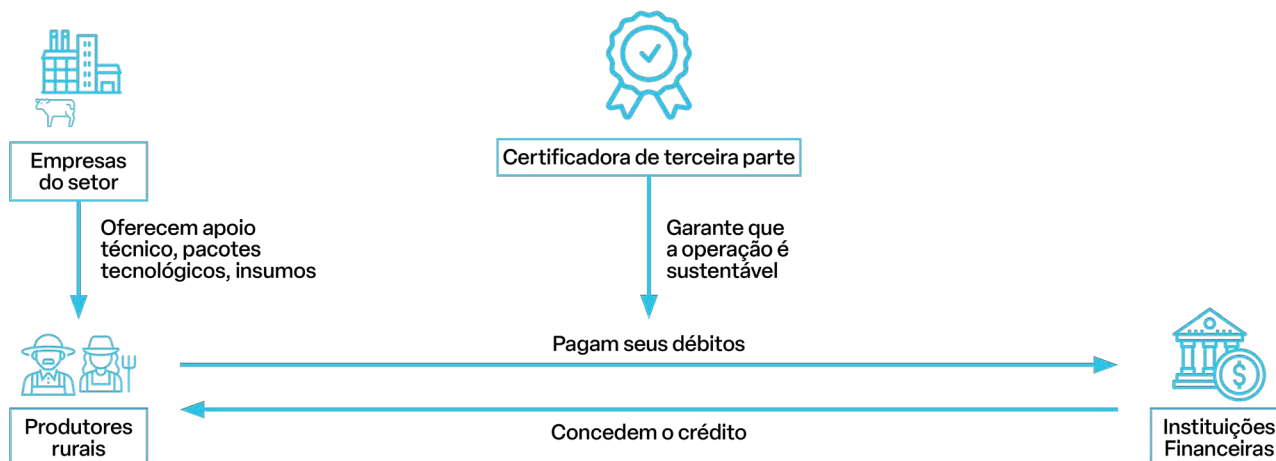 Empresas
do setor
Certificadora de terceira parte
Oferecem apoio
técnico, pacotes
tecnológicos, insumos
Garante que
a operação é
sustentável
Pagam seus débitos
$
Produtores
rurais
Concedem o crédito
Instituições
Financeiras